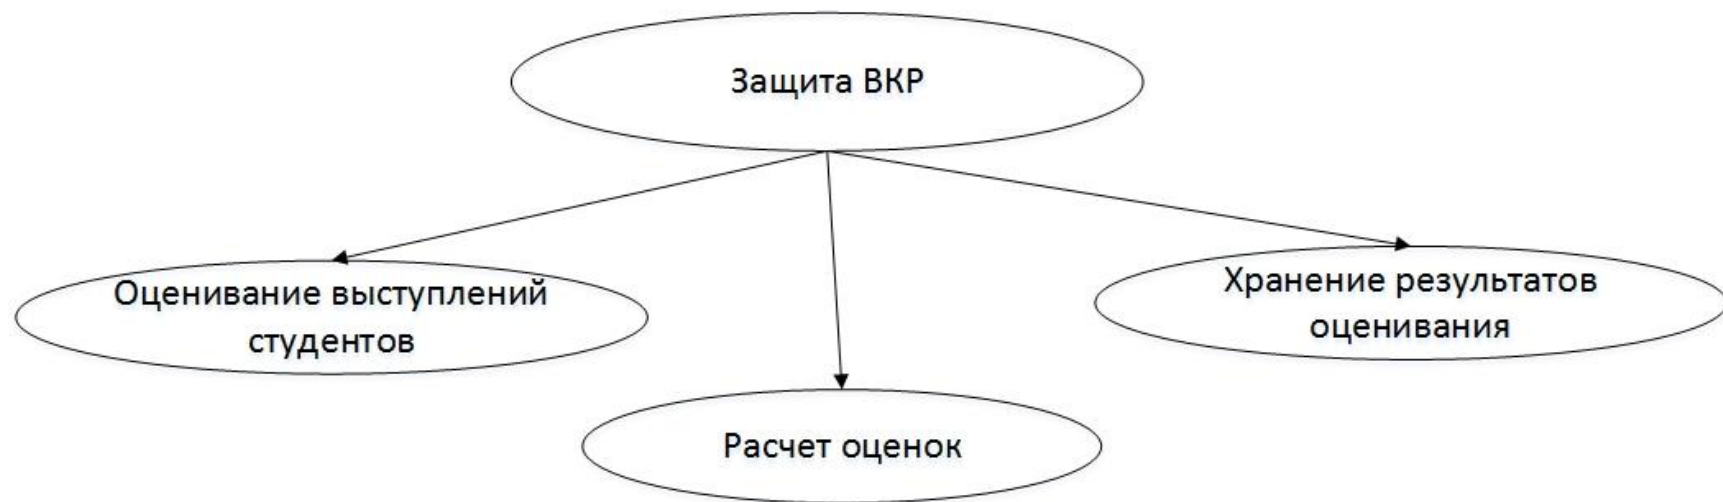 Защита ВКР
Оценивание выступлений
студентов
Хранение результатов
оценивания
Расчет оценок